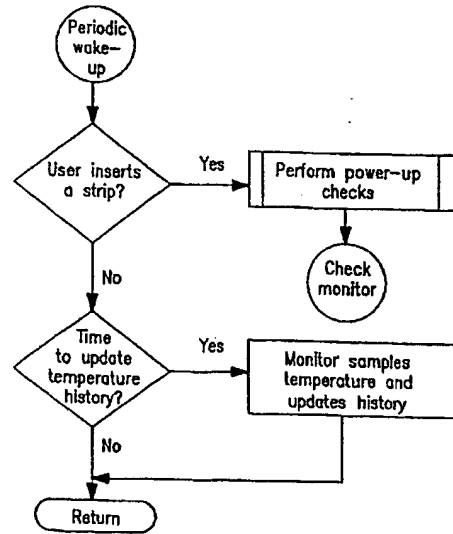 Periodic
wake-
up
User inserts
a strip?
Yes
Perform power-up
checks
Check
monitor
No
Time
to update
temperature
history?
Yes
Monitor samples
temperature and
updates history
No
Return